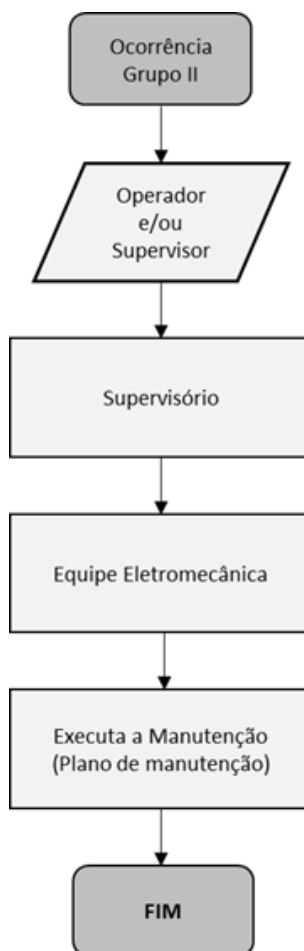 Ocorrência
Grupo II
Operador
e/ou
Supervisor
Supervisório
Equipe Eletromecânica
Executa a Manutenção
(Plano de manutenção)
FIM